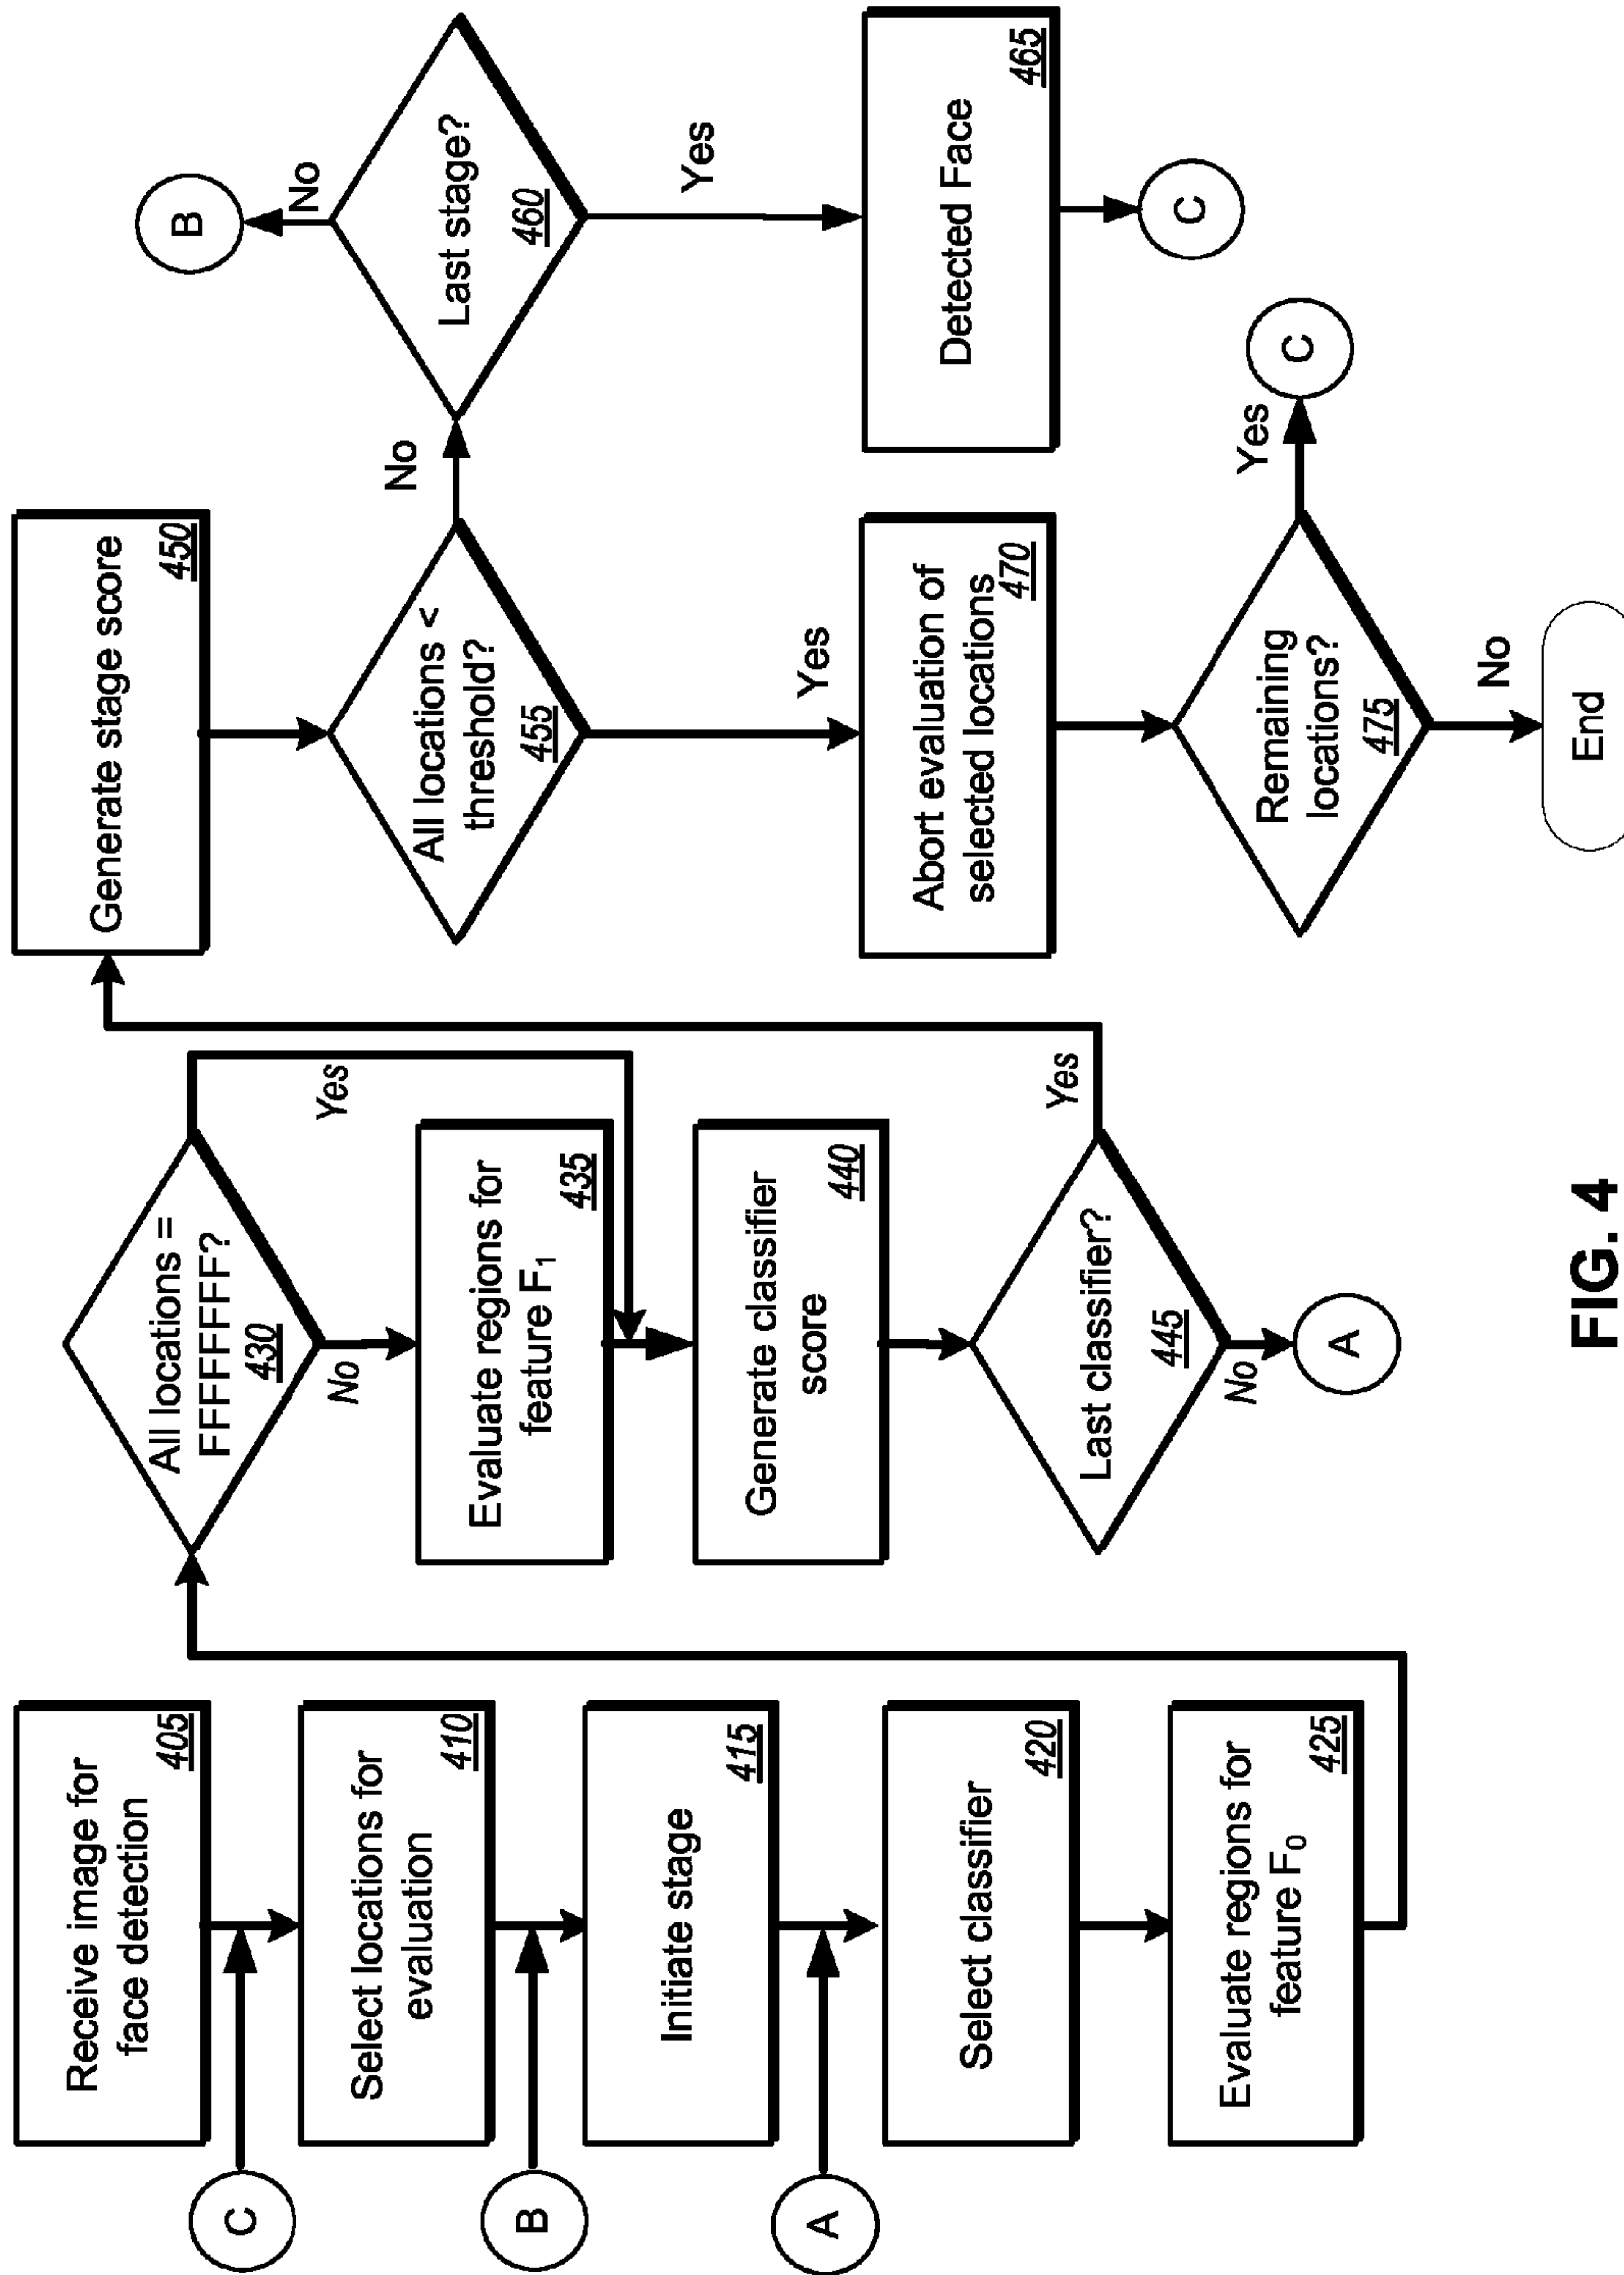 Receive image for
face detection
405
C
Select locations for
evaluation
410
B
Initiate stage
415
A
Select classifier
420
Evaluate regions for
feature F₀
425
All locations =
FFFFFFFF?
430
Yes
No
Evaluate regions for
feature F₁
435
Generate classifier
score
440
Last classifier?
445
Yes
No
A
Generate stage score
450
All locations <
threshold?
455
No
Yes
Last stage?
460
No
B
Yes
Detected Face
465
C
Abort evaluation of
selected locations
470
Remaining
locations?
475
Yes
C
No
End
FIG. 4